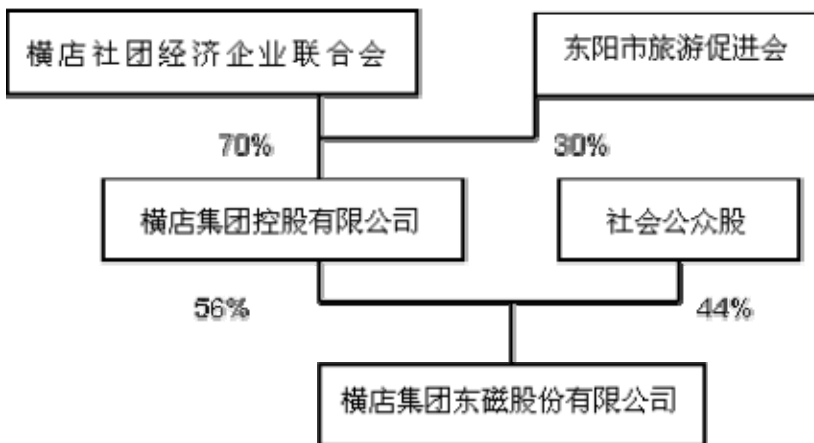 横店社团经济企业联合会
东阳市旅游促进会
70%
30%
横店集团控股有限公司
社会公众股
56%
44%
横店集团东磁股份有限公司